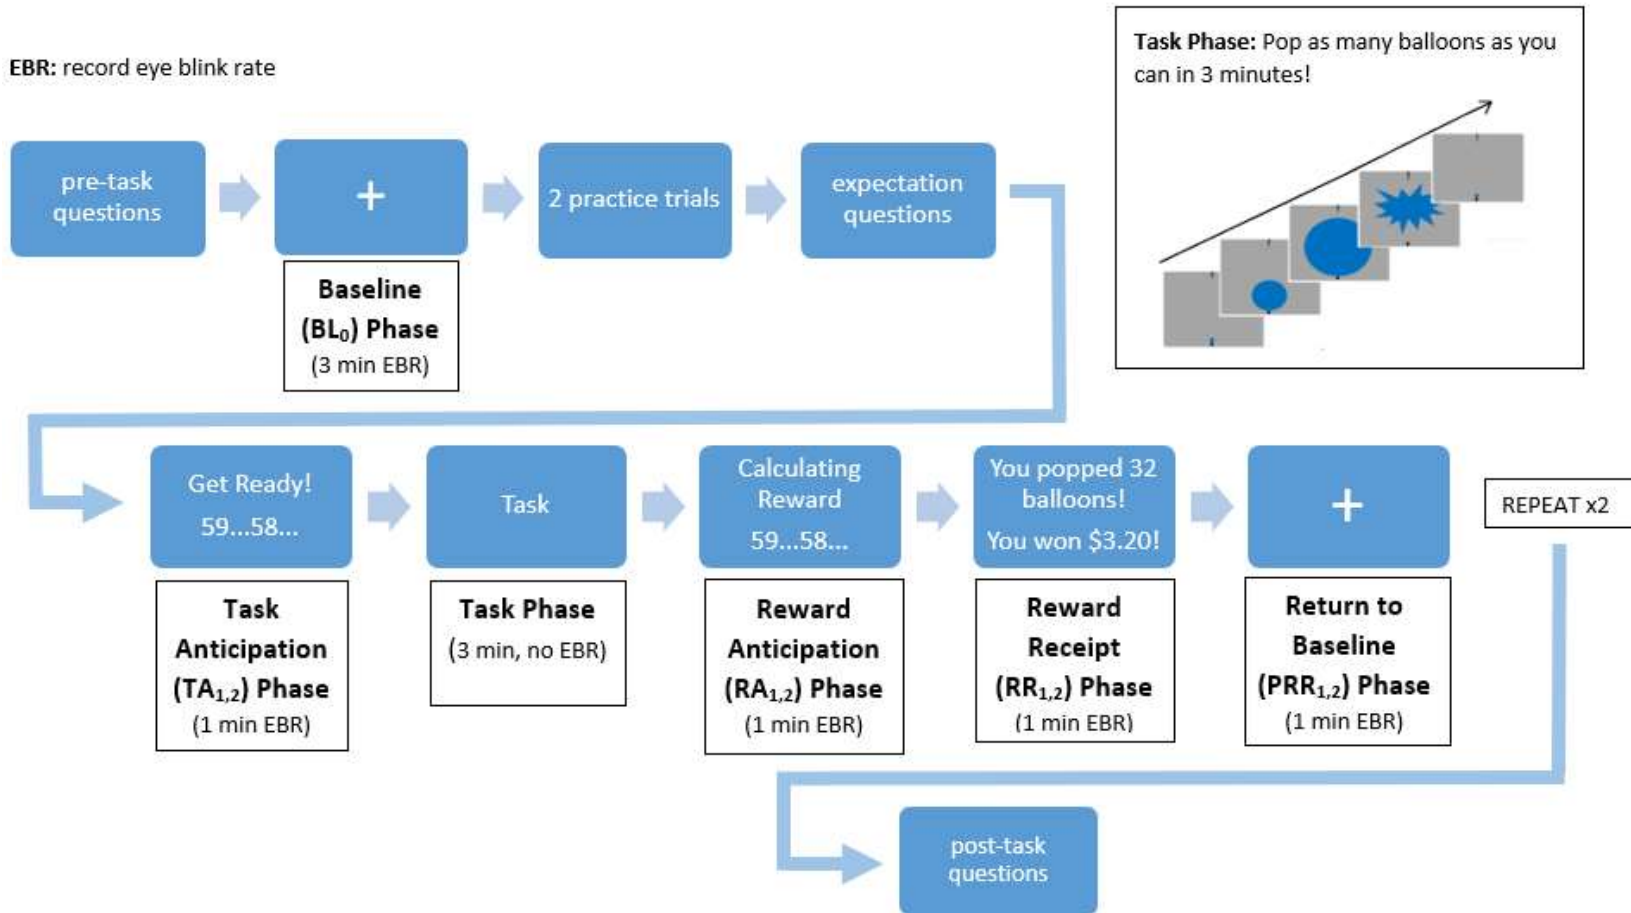 EBR: record eye blink rate
Task Phase: Pop as many balloons as you
can in 3 minutes!
pre-task
questions
+
2 practice trials
expectation
questions
Baseline
(BL₀) Phase
(3 min EBR)
Get Ready!
59...58...
Task
Calculating
Reward
59...58...
You popped 32
balloons!
You won $3.20!
+
REPEAT x2
Task
Anticipation
(TA₁,₂) Phase
(1 min EBR)
Task Phase
(3 min, no EBR)
Reward
Anticipation
(RA₁,₂) Phase
(1 min EBR)
Reward
Receipt
(RR₁,₂) Phase
(1 min EBR)
Return to
Baseline
(PRR₁,₂) Phase
(1 min EBR)
post-task
questions